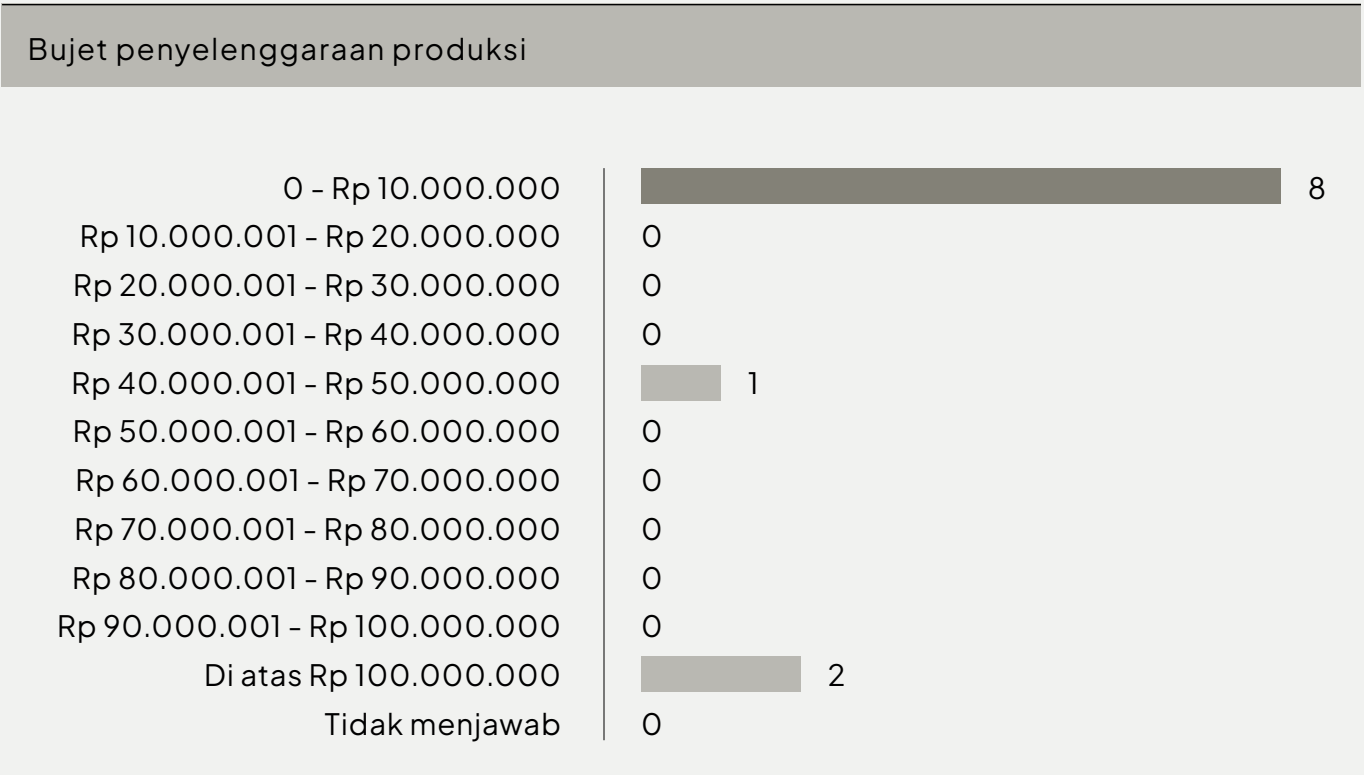 Bujet penyelenggaraan produksi
0 - Rp 10.000.000 8
Rp 10.000.001 - Rp 20.000.000 0
Rp 20.000.001 - Rp 30.000.000 0
Rp 30.000.001 - Rp 40.000.000 0
Rp 40.000.001 - Rp 50.000.000 1
Rp 50.000.001 - Rp 60.000.000 0
Rp 60.000.001 - Rp 70.000.000 0
Rp 70.000.001 - Rp 80.000.000 0
Rp 80.000.001 - Rp 90.000.000 0
Rp 90.000.001 - Rp 100.000.000 0
Di atas Rp 100.000.000 2
Tidak menjawab 0